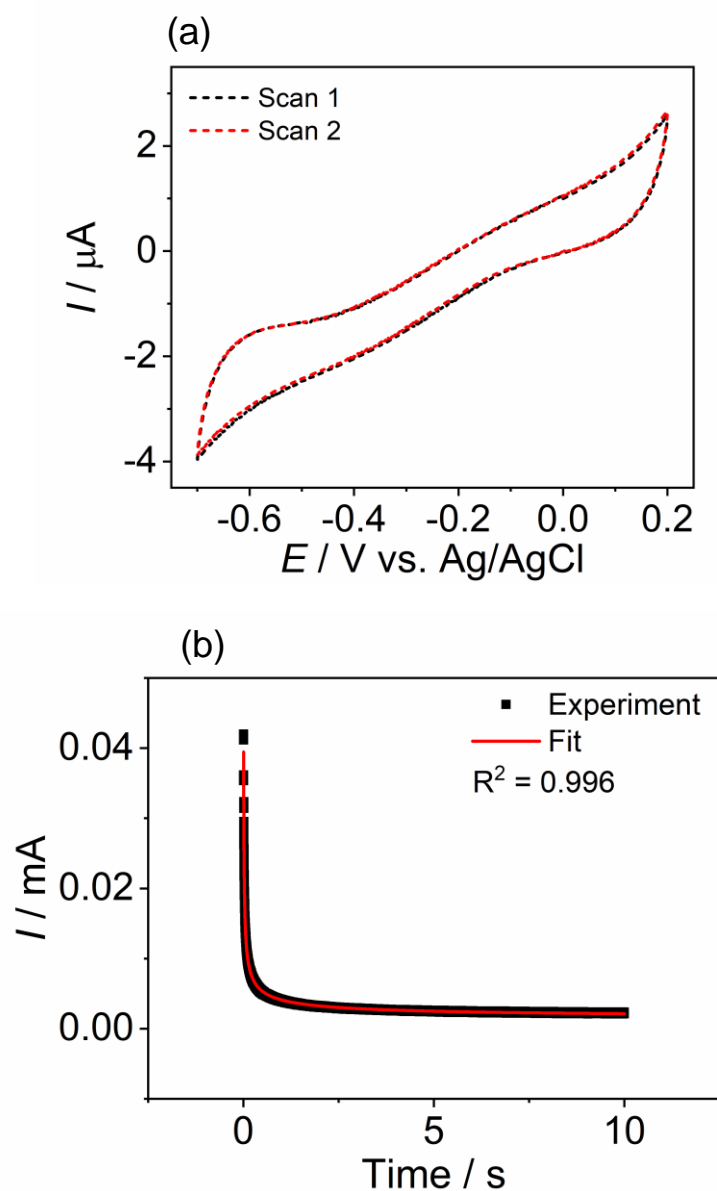 (a)
Scan 1
Scan 2
2
0
-2
-4
I / μA
-0.6 -0.4 -0.2 0.0 0.2
E / V vs. Ag/AgCl
(b)
Experiment
Fit
R² = 0.996
0.04
0.02
0.00
I / mA
0 5 10
Time / s